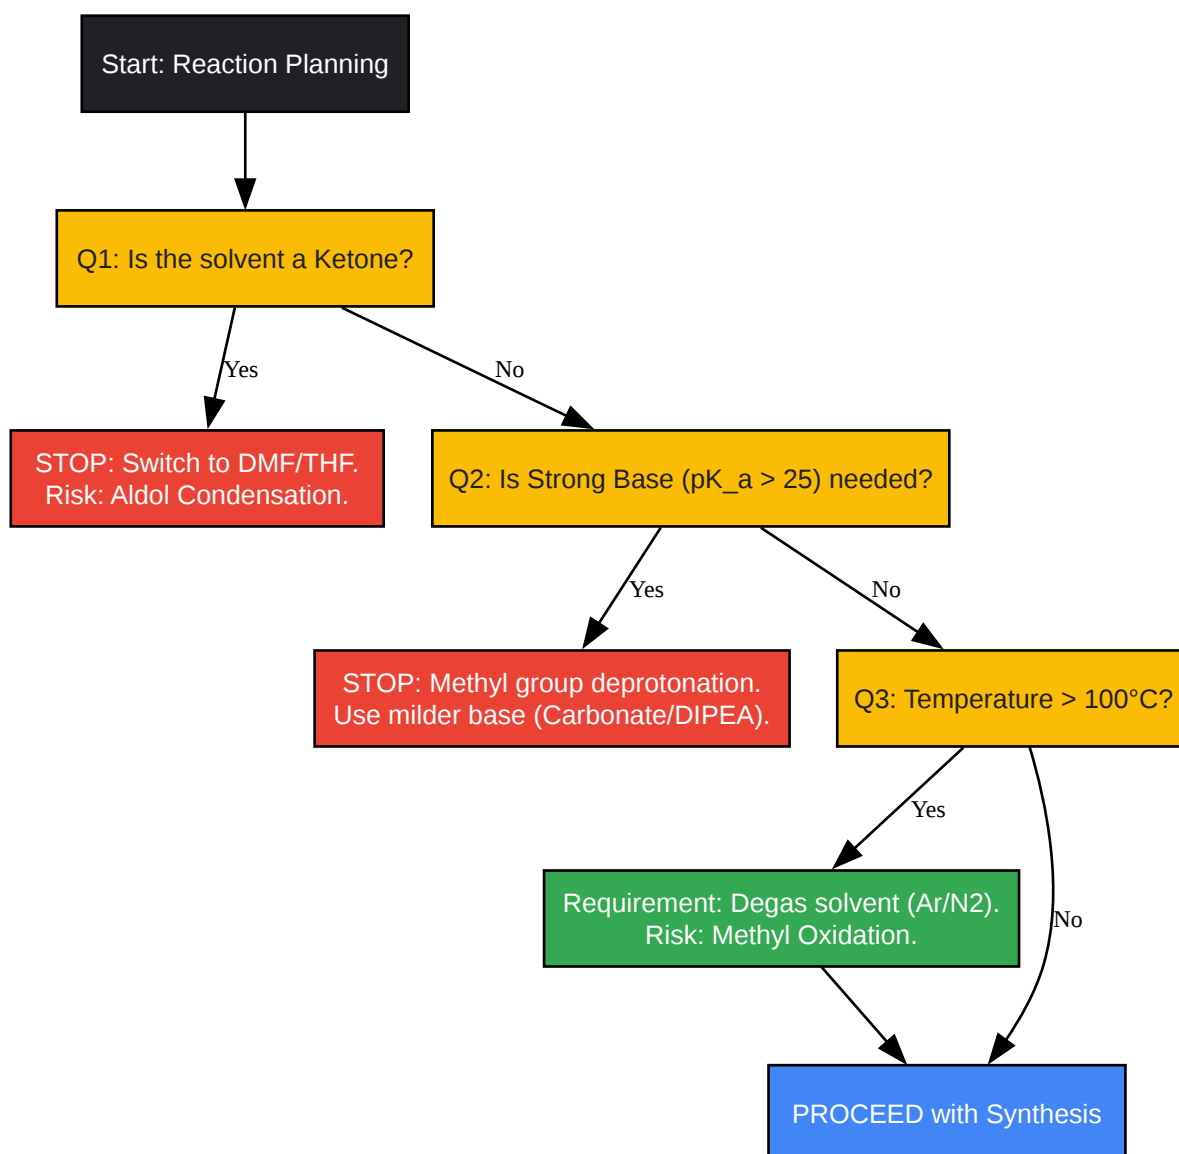 Start: Reaction Planning
Q1: Is the solvent a Ketone?
Yes
No
STOP: Switch to DMF/THF.
Risk: Aldol Condensation.
Q2: Is Strong Base (pK_a > 25) needed?
Yes
No
STOP: Methyl group deprotonation.
Use milder base (Carbonate/DIPEA).
Q3: Temperature > 100°C?
Yes
Requirement: Degas solvent (Ar/N2).
Risk: Methyl Oxidation.
No
PROCEED with Synthesis